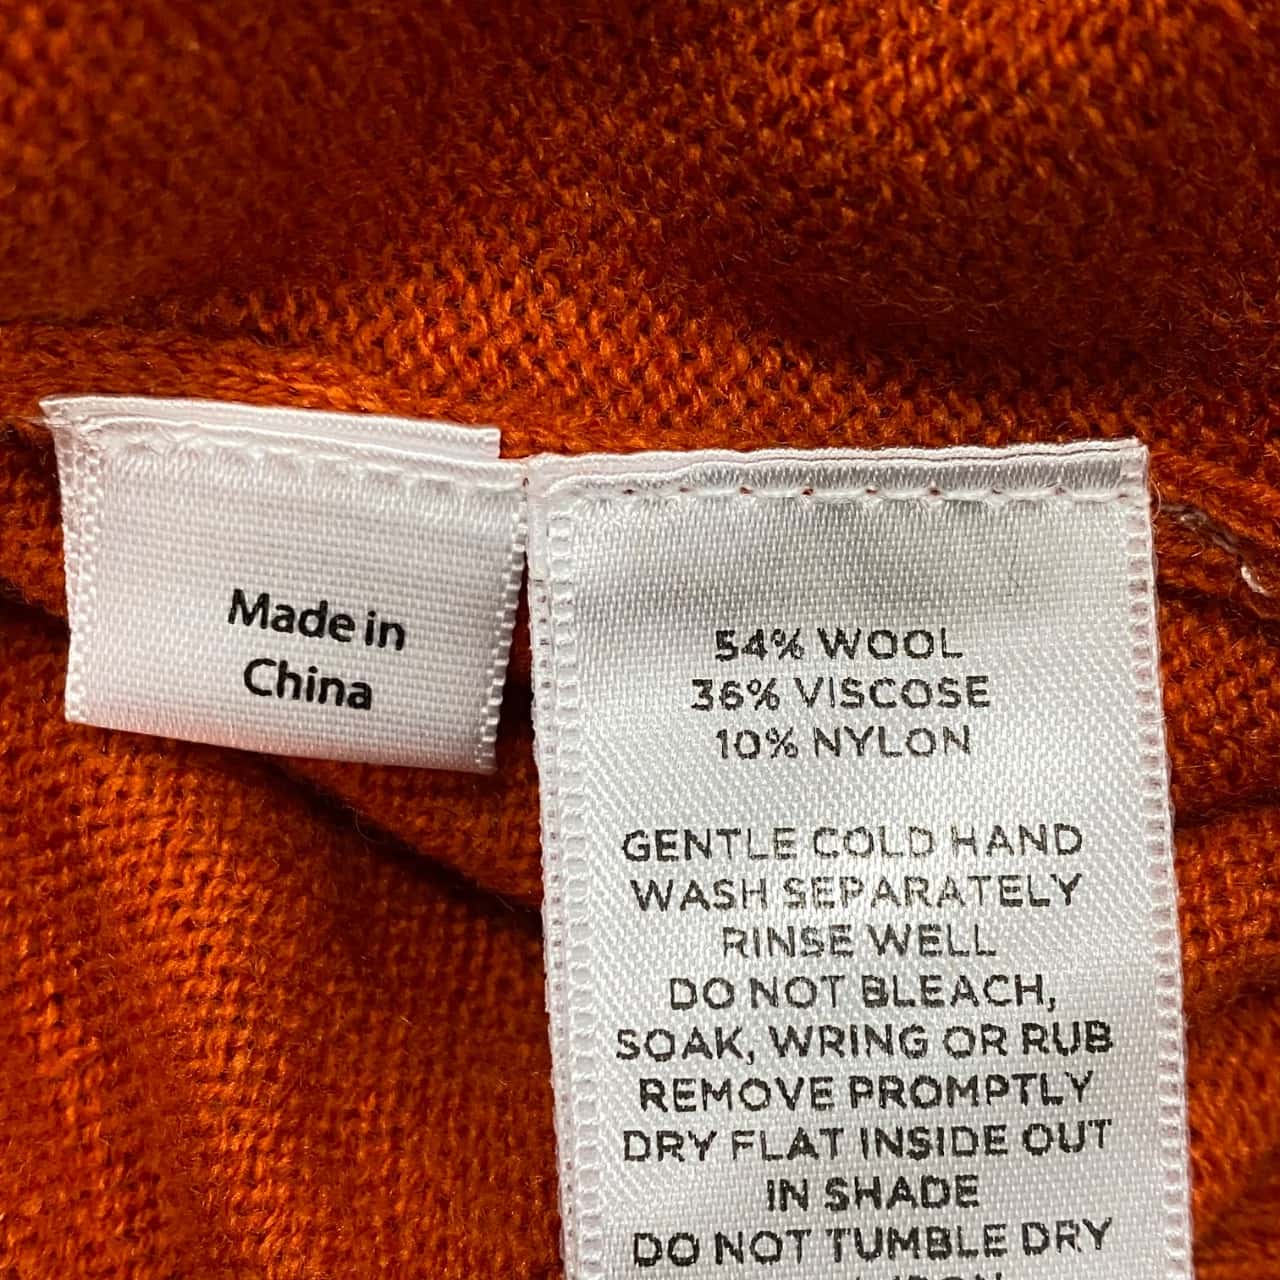 Made in
China
54% WOOL
36% VISCOSE
10% NYLON
GENTLE COLD HAND
WASH SEPARATELY
RINSE WELL
DO NOT BLEACH,
SOAK, WRING OR RUB
REMOVE PROMPTLY
DRY FLAT INSIDE OUT
IN SHADE
DO NOT TUMBLE DRY